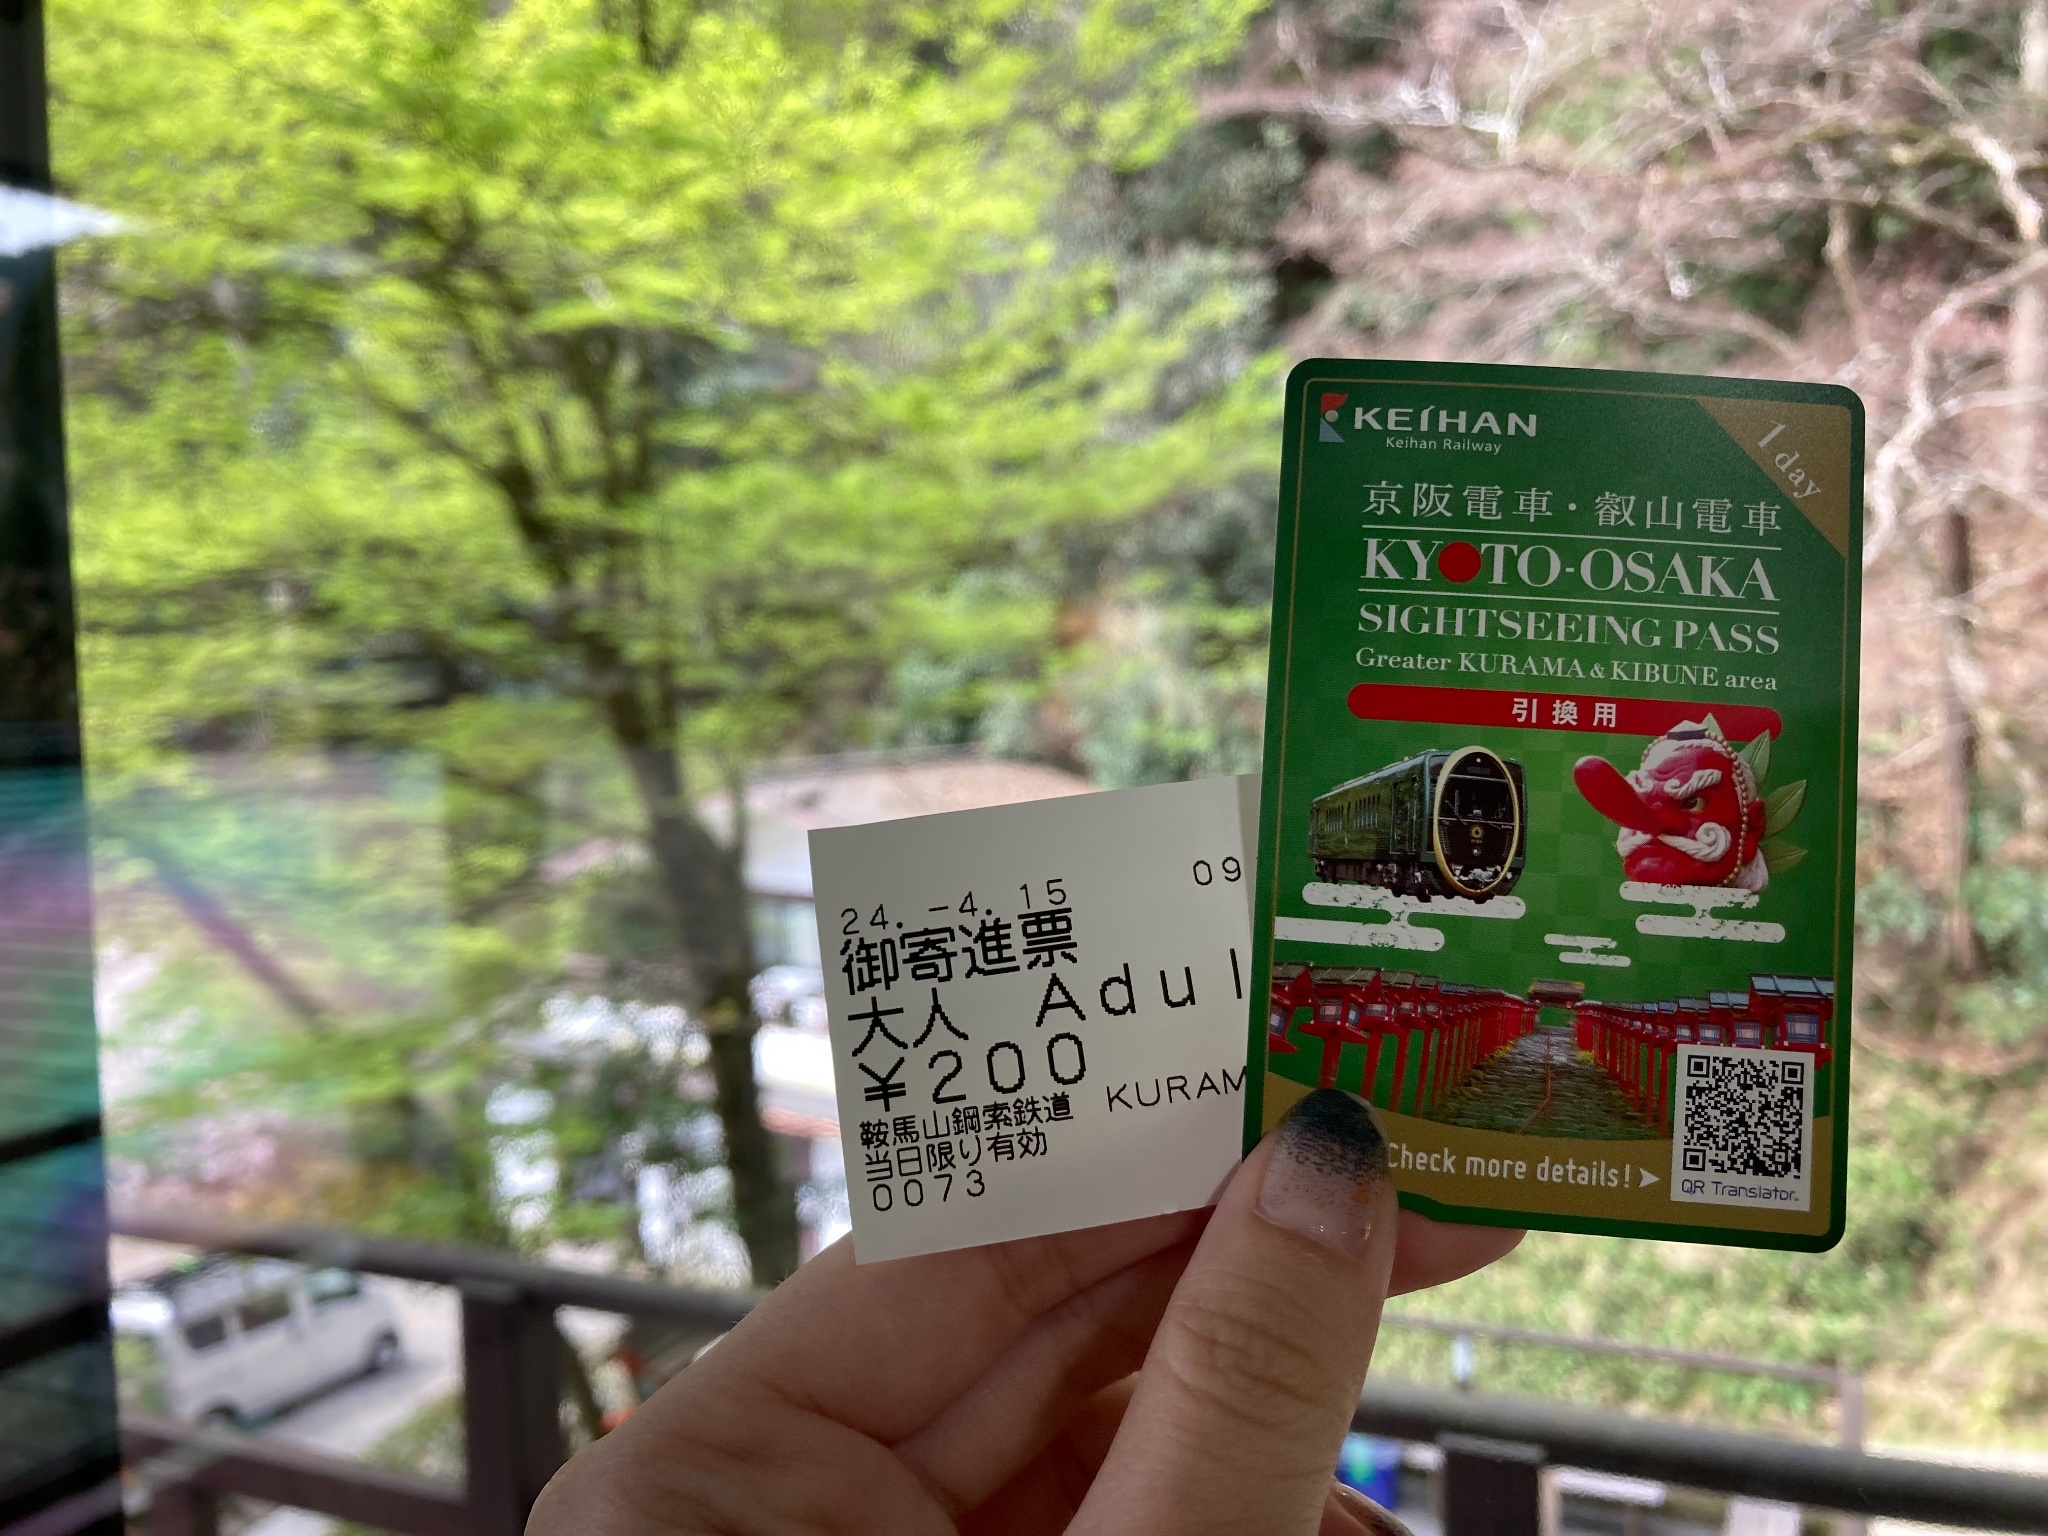 24.-4.15 09
御寄進票
大人 Adul
¥200
鞍馬山鋼索鉄道 KURAM
当日限り有効
0073
KEIHAN
Keihan Railway
1 day
京阪電車・叡山電車
KYOTO-OSAKA
SIGHTSEEING PASS
Greater KURAMA & KIBUNE area
引換用
Check more details!
QR Translator